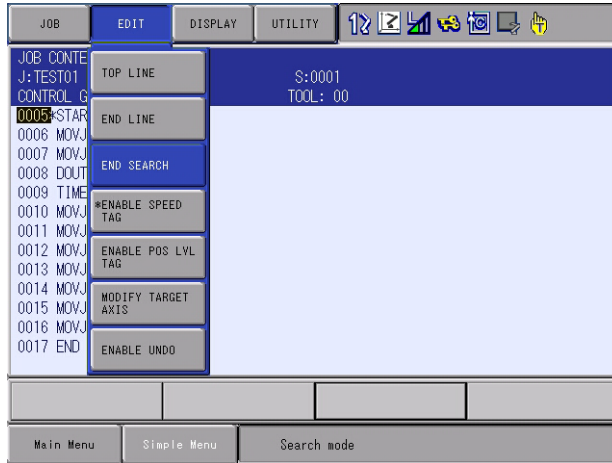 JOB EDIT DISPLAY UTILITY
JOB CONTE
J:TEST01 S:0001
CONTROL G TOOL: 00
0005*STAR
0006 MOVJ
0007 MOVJ
0008 DOUT
0009 TIME
0010 MOVJ
0011 MOVJ
0012 MOVJ
0013 MOVJ
0014 MOVJ
0015 MOVJ
0016 MOVJ
0017 END
TOP LINE
END LINE
END SEARCH
*ENABLE SPEED
TAG
ENABLE POS LVL
TAG
MODIFY TARGET
AXIS
ENABLE UNDO
Main Menu Simple Menu Search mode